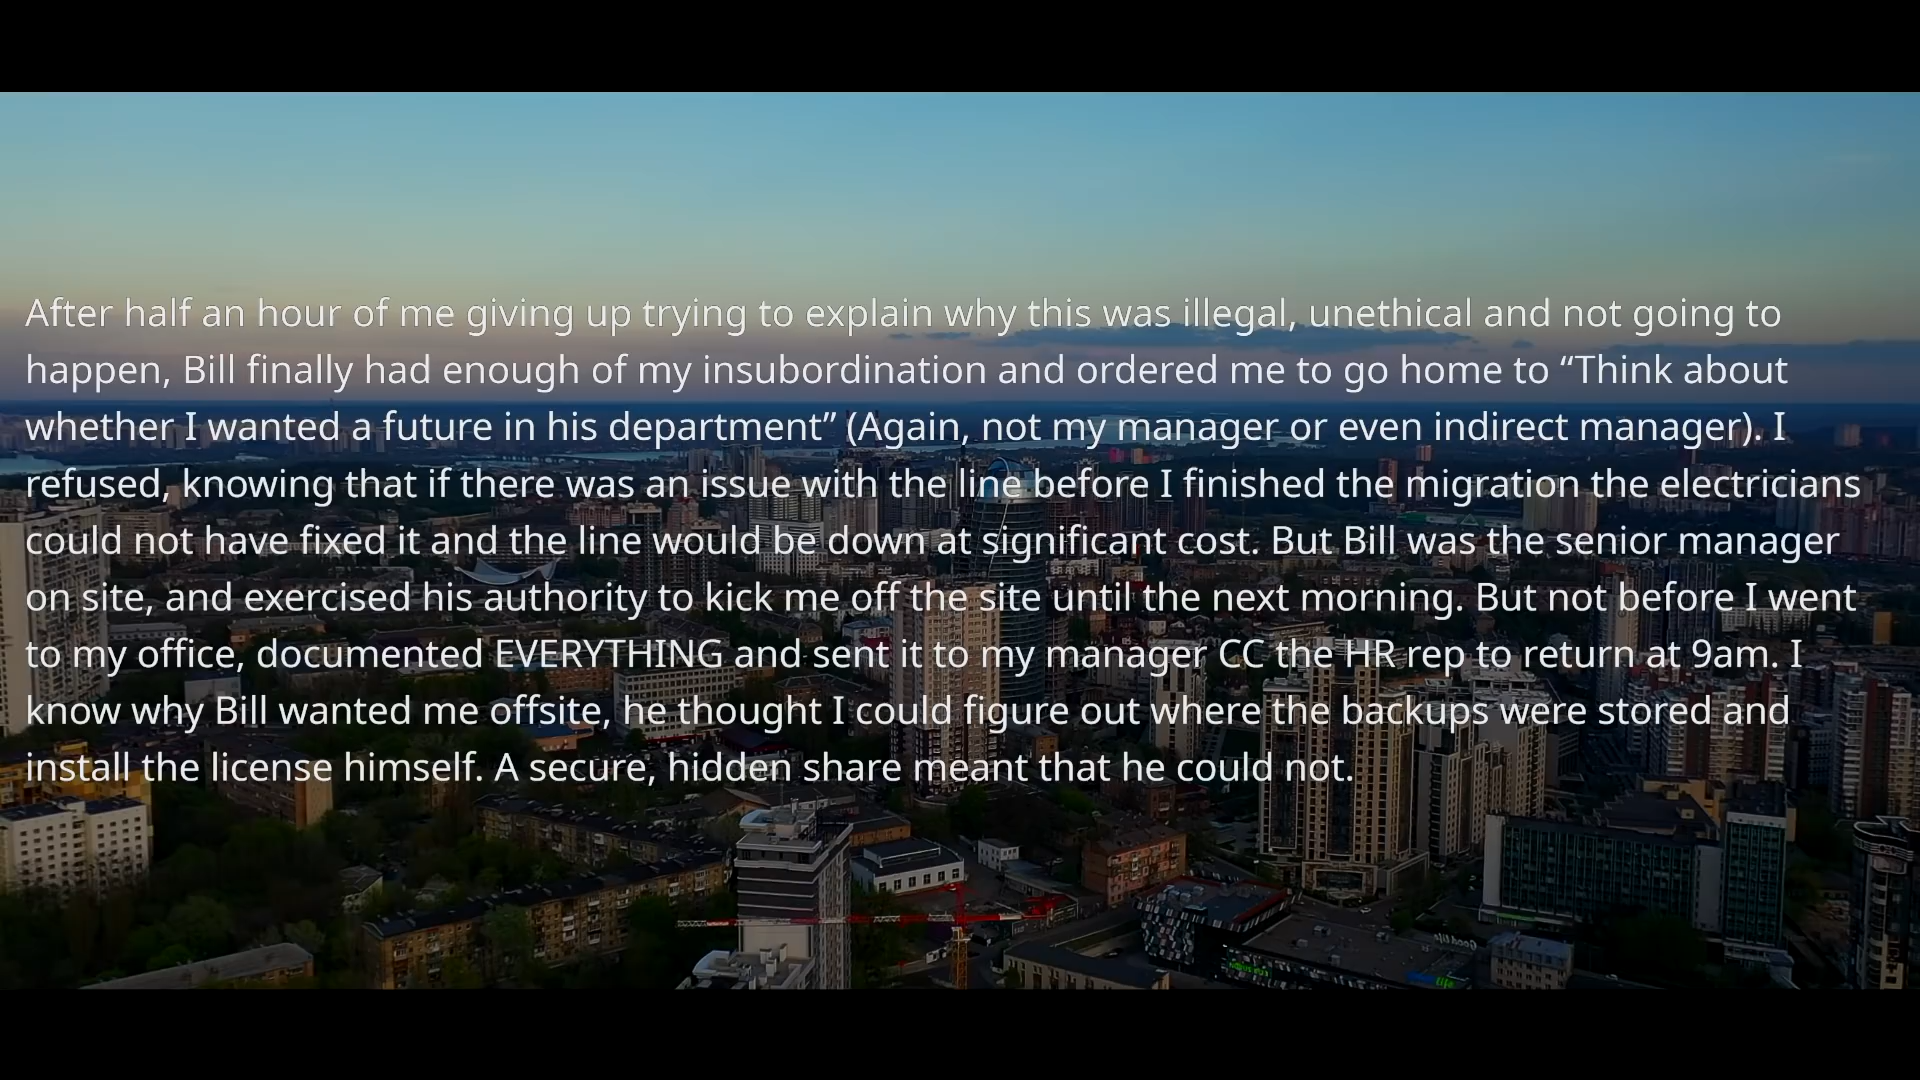 After half an hour of me giving up trying to explain why this was illegal, unethical and not going to
happen, Bill finally had enough of my insubordination and ordered me to go home to “Think about
whether I wanted a future in his department” (Again, not my manager or even indirect manager). I
refused, knowing that if there was an issue with the line before I finished the migration the electricians
could not have fixed it and the line would be down at significant cost. But Bill was the senior manager
on site, and exercised his authority to kick me off the site until the next morning. But not before I went
to my office, documented EVERYTHING and sent it to my manager CC the HR rep to return at 9am. I
know why Bill wanted me offsite, he thought I could figure out where the backups were stored and
install the license himself. A secure, hidden share meant that he could not.